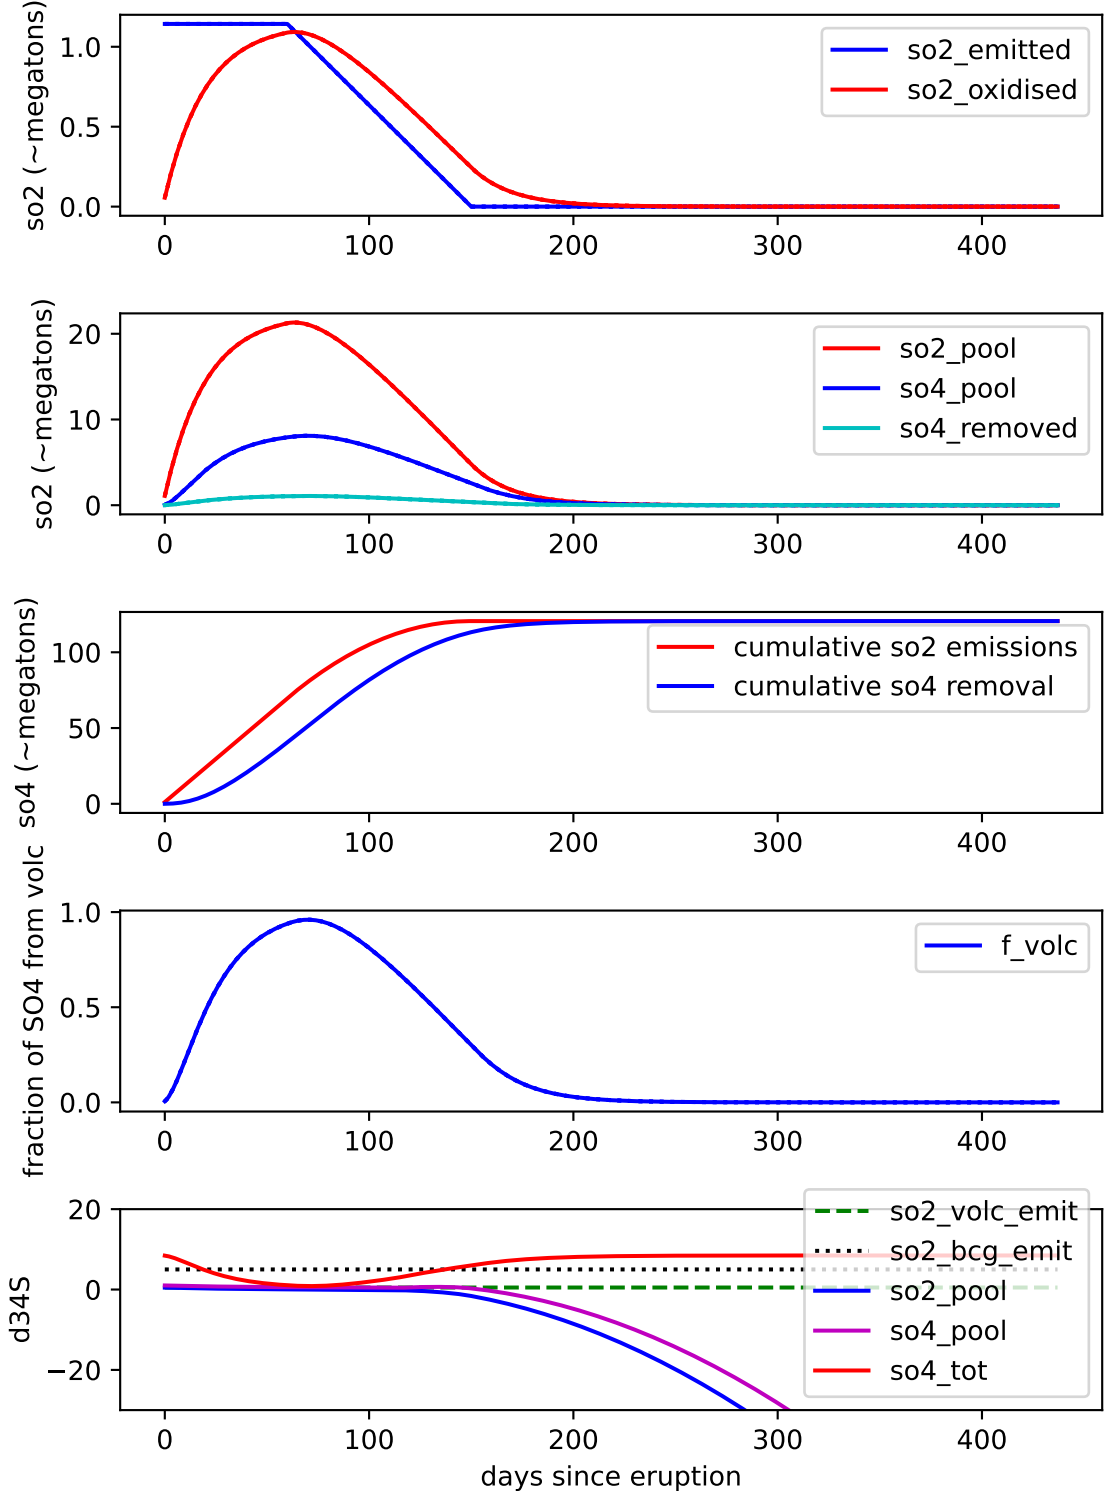 so2 (~megatons)
1.0
0.5
0.0
so2_emitted
so2_oxidised
0 100 200 300 400
so2 (~megatons)
20
10
0
so2_pool
so4_pool
so4_removed
0 100 200 300 400
so4 (~megatons)
100
50
0
cumulative so2 emissions
cumulative so4 removal
0 100 200 300 400
fraction of SO4 from volc
1.0
0.5
0.0
f_volc
0 100 200 300 400
d34S
20
0
−20
so2_volc_emit
so2_bcg_emit
so2_pool
so4_pool
so4_tot
0 100 200 300 400
days since eruption